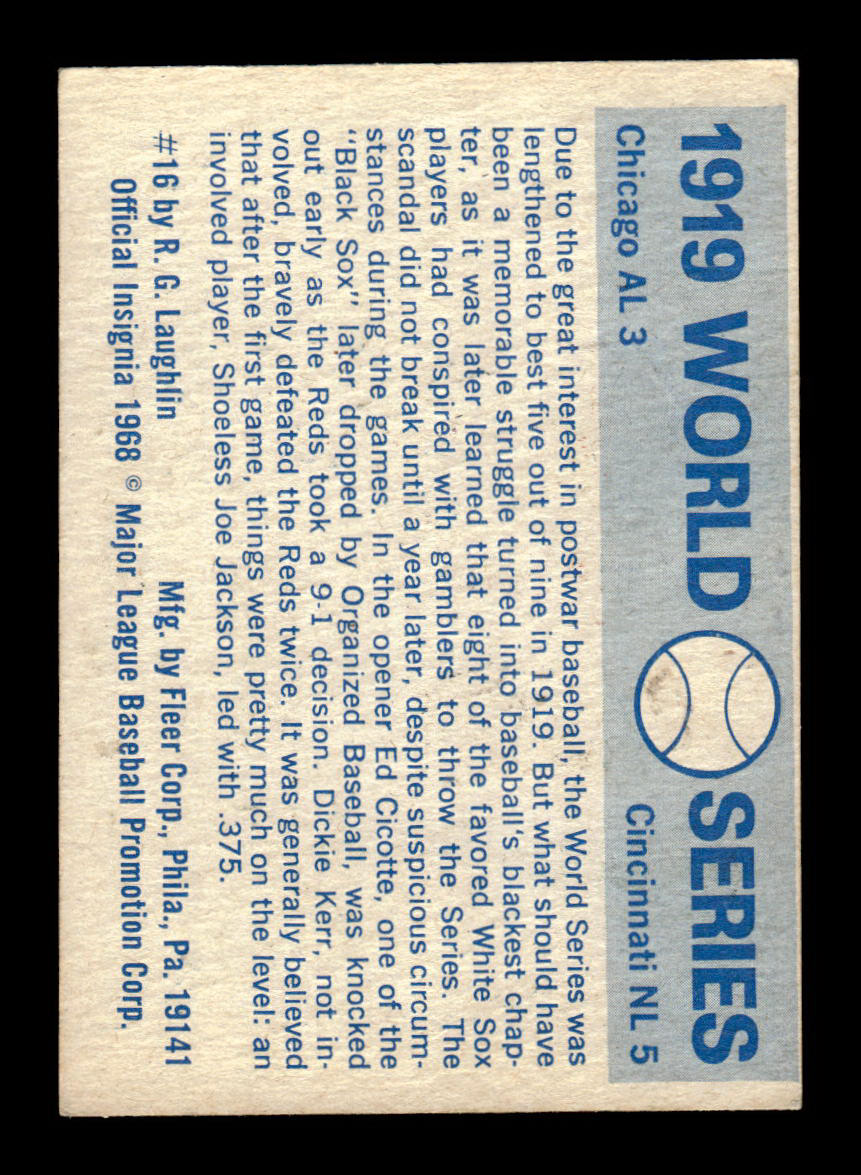 1919 WORLD SERIES
Chicago AL 3 Cincinnati NL 5
Due to the great interest in postwar baseball, the World Series was
lengthened to best five out of nine in 1919. But what should have
been a memorable struggle turned into baseball's blackest chap-
ter, as it was later learned that eight of the favored White Sox
players had conspired with gamblers to throw the Series. The
scandal did not break until a year later, despite suspicious circum-
stances during the games. In the opener Ed Cicotte, one of the
"Black Sox" later dropped by Organized Baseball, was knocked
out early as the Reds took a 9-1 decision. Dickie Kerr, not in-
volved, bravely defeated the Reds twice. It was generally believed
that after the first game, things were pretty much on the level: an
involved player, Shoeless Joe Jackson, led with .375.
#16 by R. G. Laughlin Mfg. by Fleer Corp., Phila., Pa. 19141
Official Insignia 1968 © Major League Baseball Promotion Corp.